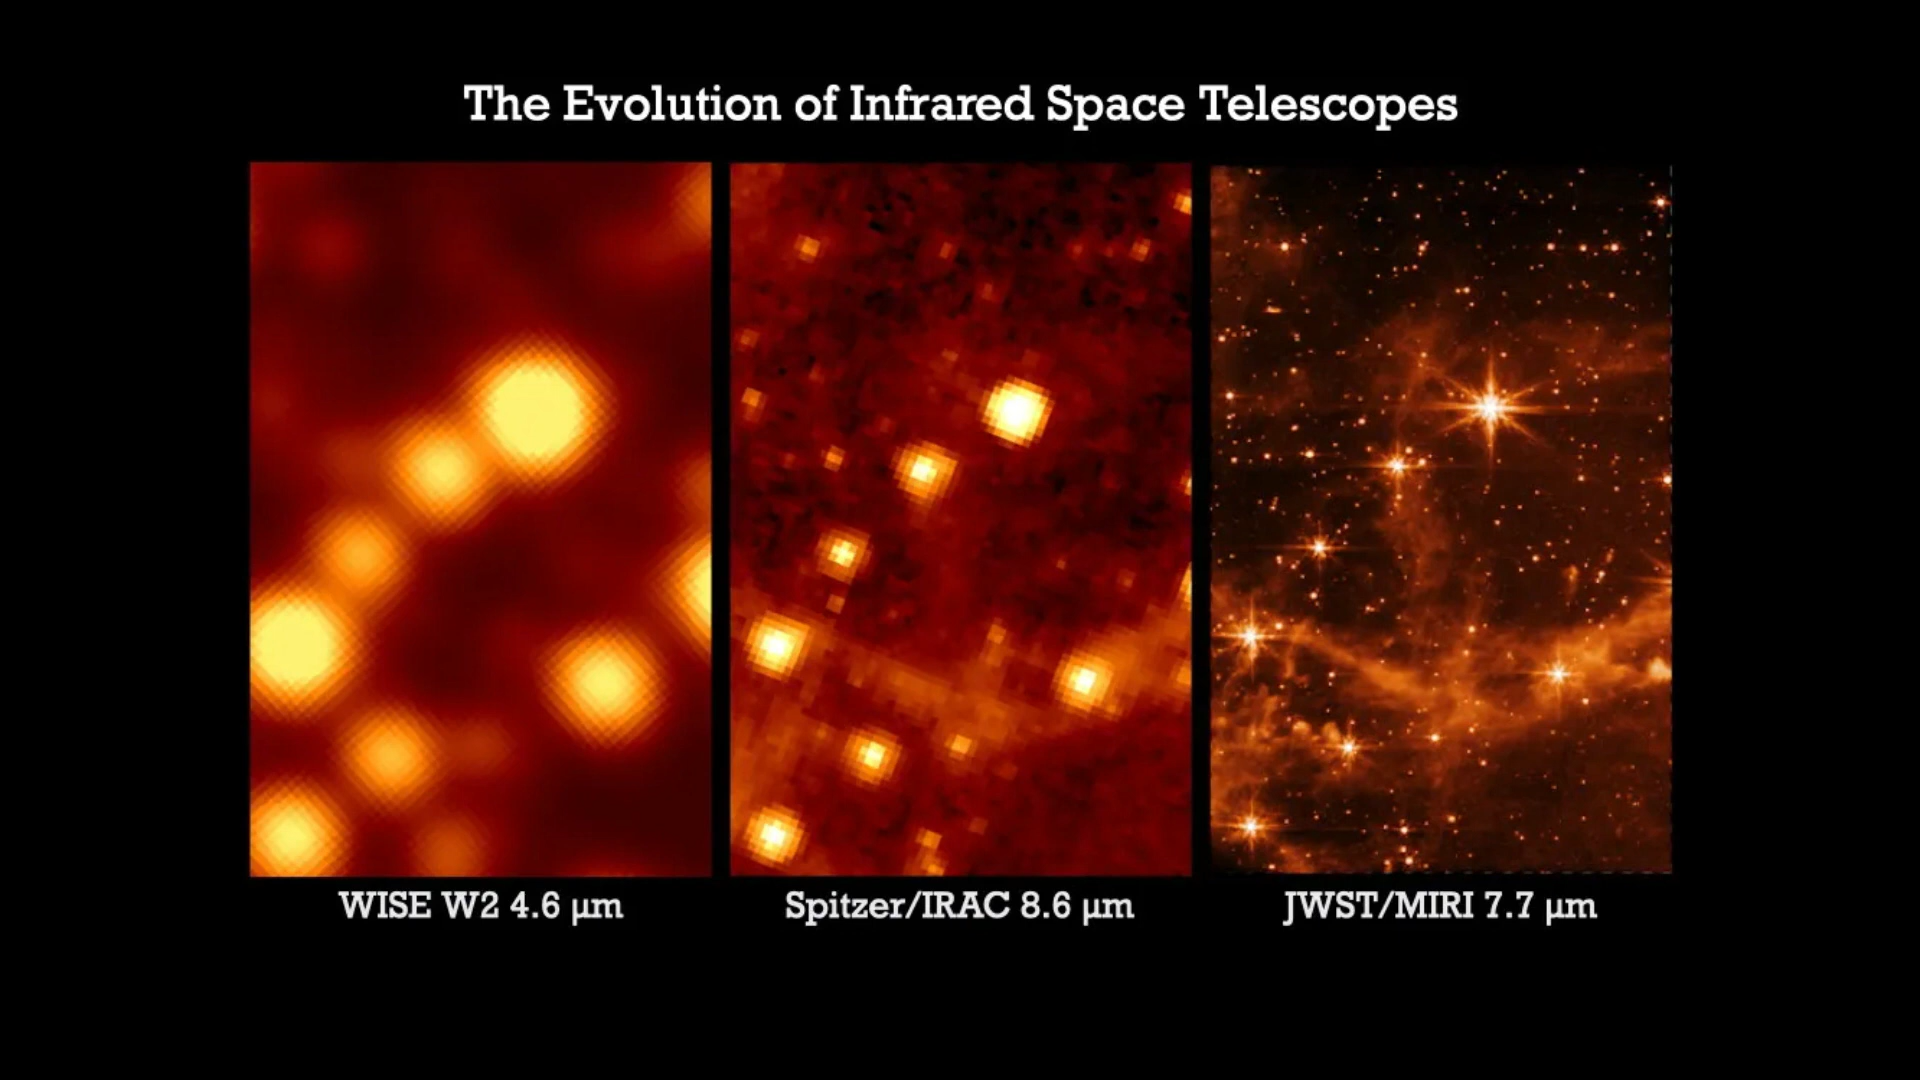 The Evolution of Infrared Space Telescopes
WISE W2 4.6 µm
Spitzer/IRAC 8.6 µm
JWST/MIRI 7.7 µm